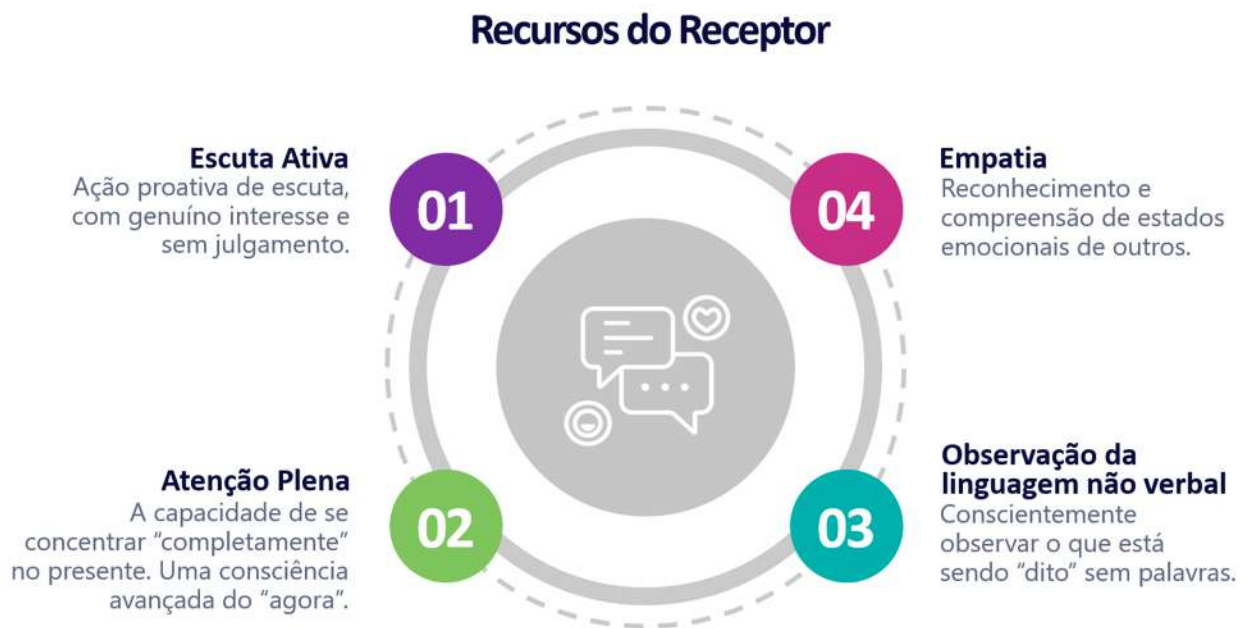 Recursos do Receptor
01
Escuta Ativa
Ação proativa de escuta,
com genuíno interesse e
sem julgamento.
02
Atenção Plena
A capacidade de se
concentrar “completamente”
no presente. Uma consciência
avançada do “agora”.
03
Observação da
linguagem não verbal
Conscientemente
observar o que está
sendo “dito” sem palavras.
04
Empatia
Reconhecimento e
compreensão de estados
emocionais de outros.